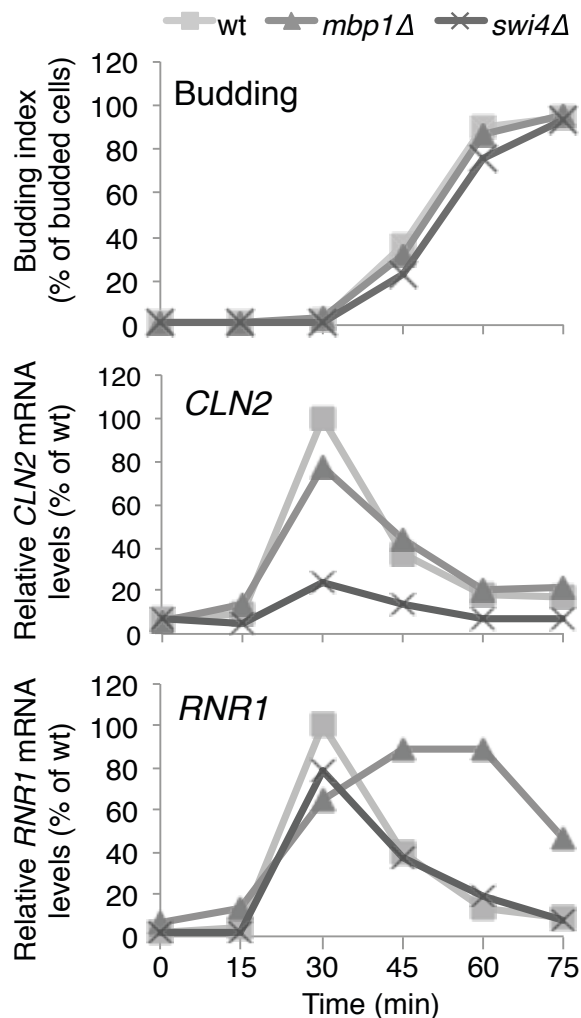 wt mbp1Δ swi4Δ
Budding
Budding index
(% of budded cells)
120
100
80
60
40
20
0
CLN2
Relative CLN2 mRNA
levels (% of wt)
120
100
80
60
40
20
0
RNR1
Relative RNR1 mRNA
levels (% of wt)
120
100
80
60
40
20
0
0 15 30 45 60 75
Time (min)